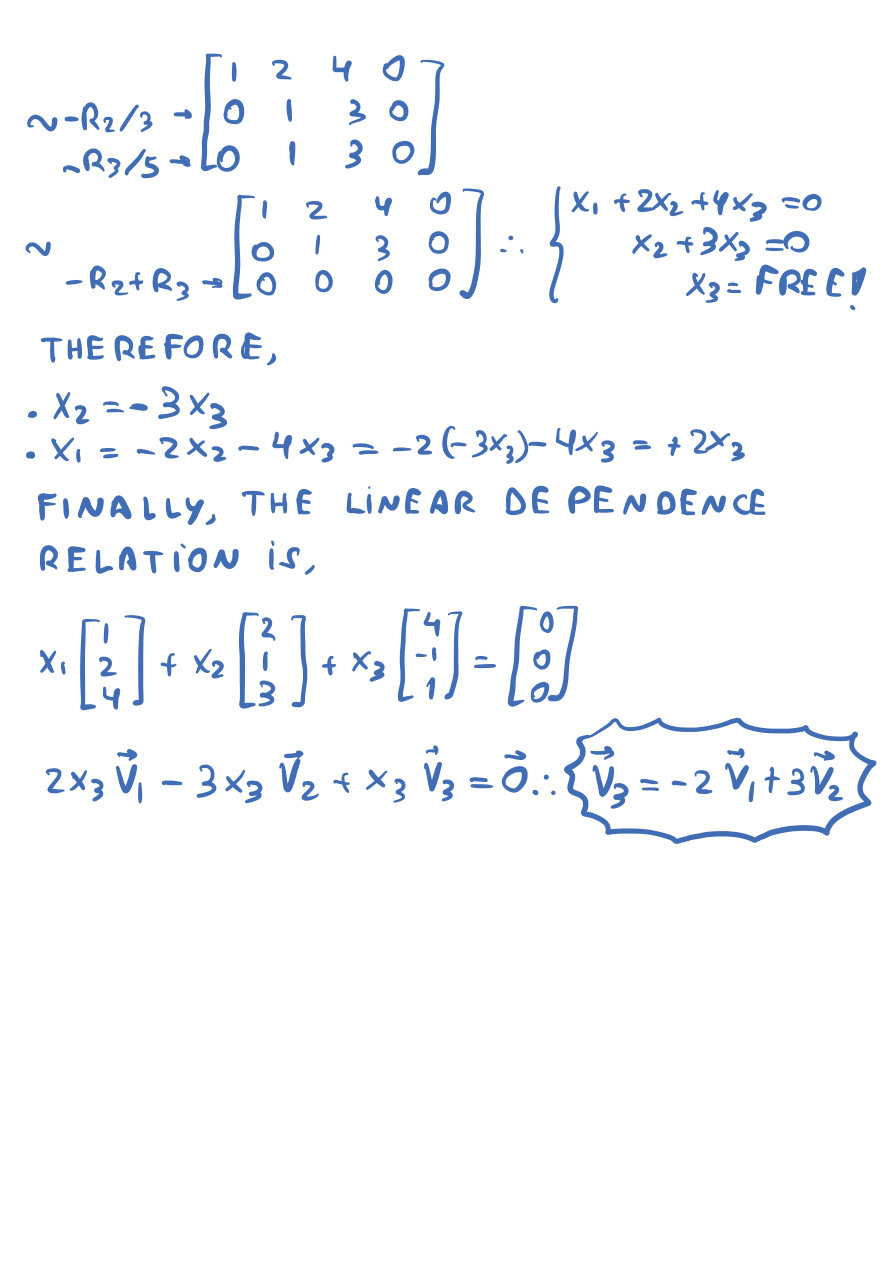 [1 2 4 0]
~ -R₂/3 → [0 1 3 0]
~R₃/5 → [0 1 3 0]
[1 2 4 0] x₁ + 2x₂ + 4x₃ = 0
~ [0 1 3 0] ∴ { x₂ + 3x₃ = 0
-R₂ + R₃ → [0 0 0 0] x₃ = FREE!
THEREFORE,
• x₂ = -3x₃
• x₁ = -2x₂ - 4x₃ = -2(-3x₃) - 4x₃ = +2x₃
FINALLY, THE LINEAR DEPENDENCE
RELATION IS,
x₁ [1 2 4] + x₂ [2 1 3] + x₃ [4 -1 1] = [0 0 0]
2x₃ v⃗₁ - 3x₃ v⃗₂ + x₃ v⃗₃ = 0⃗ ∴ v⃗₃ = -2 v⃗₁ + 3 v⃗₂